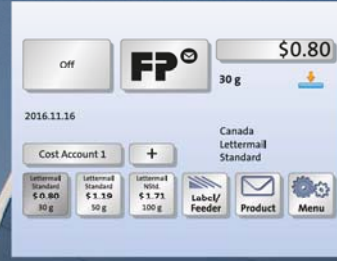 Off
FP
$0.80
30 g
2016.11.16
Canada
Lettermail
Standard
Cost Account 1
+
Lettermail
Standard
$0.80
30 g
Lettermail
Standard
$1.19
50 g
Lettermail
NStd.
$1.71
100 g
Label/
Feeder
Product
Menu